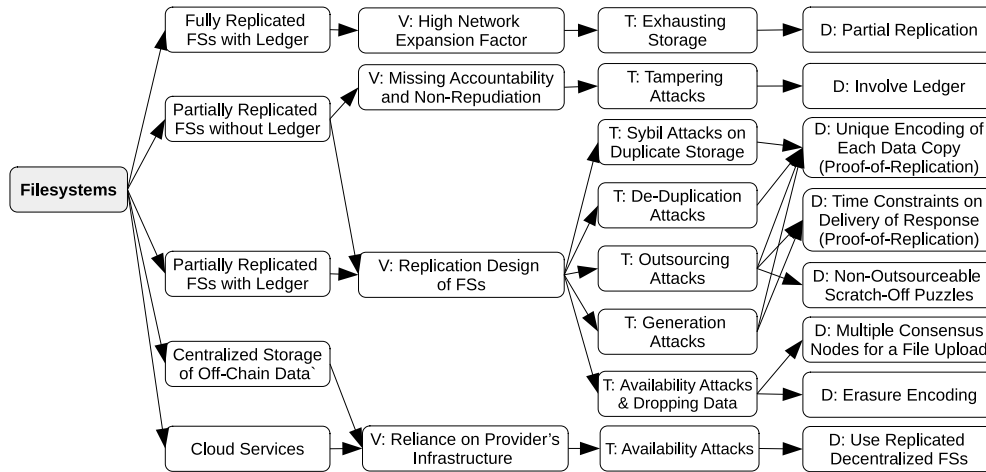 Fully Replicated
FSs with Ledger
V: High Network
Expansion Factor
T: Exhausting
Storage
D: Partial Replication
Partially Replicated
FSs without Ledger
V: Missing Accountability
and Non-Repudiation
T: Tampering
Attacks
D: Involve Ledger
T: Sybil Attacks on
Duplicate Storage
D: Unique Encoding of
Each Data Copy
(Proof-of-Replication)
Filesystems
T: De-Duplication
Attacks
D: Time Constraints on
Delivery of Response
(Proof-of-Replication)
Partially Replicated
FSs with Ledger
V: Replication Design
of FSs
T: Outsourcing
Attacks
D: Non-Outsourceable
Scratch-Off Puzzles
T: Generation
Attacks
D: Multiple Consensus
Nodes for a File Upload
Centralized Storage
of Off-Chain Data`
T: Availability Attacks
& Dropping Data
D: Erasure Encoding
Cloud Services
V: Reliance on Provider's
Infrastructure
T: Availability Attacks
D: Use Replicated
Decentralized FSs